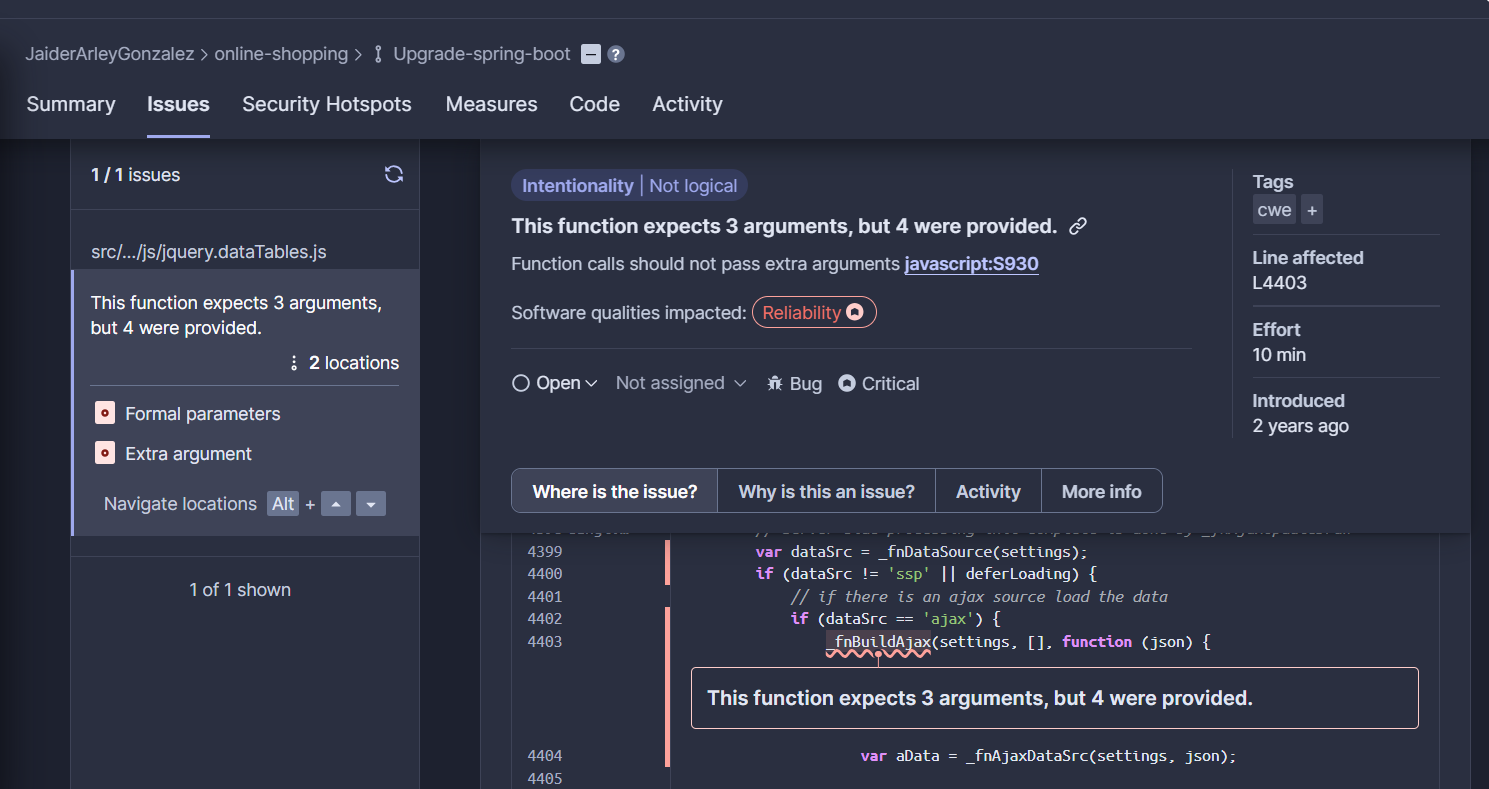 JaiderArleyGonzalez > online-shopping > Upgrade-spring-boot
Summary Issues Security Hotspots Measures Code Activity
1 / 1 issues
src/.../js/jquery.dataTables.js
This function expects 3 arguments,
but 4 were provided.
2 locations
Formal parameters
Extra argument
Navigate locations Alt +
1 of 1 shown
Intentionality | Not logical
This function expects 3 arguments, but 4 were provided.
Function calls should not pass extra arguments javascript:S930
Software qualities impacted: Reliability
Open Not assigned Bug Critical
Tags
cwe +
Line affected
L4403
Effort
10 min
Introduced
2 years ago
Where is the issue? Why is this an issue? Activity More info
4399 var dataSrc = _fnDataSource(settings);
4400 if (dataSrc != 'ssp' || deferLoading) {
4401 // if there is an ajax source load the data
4402 if (dataSrc == 'ajax') {
4403 _fnBuildAjax(settings, [], function (json) {
This function expects 3 arguments, but 4 were provided.
4404 var aData = _fnAjaxDataSrc(settings, json);
4405